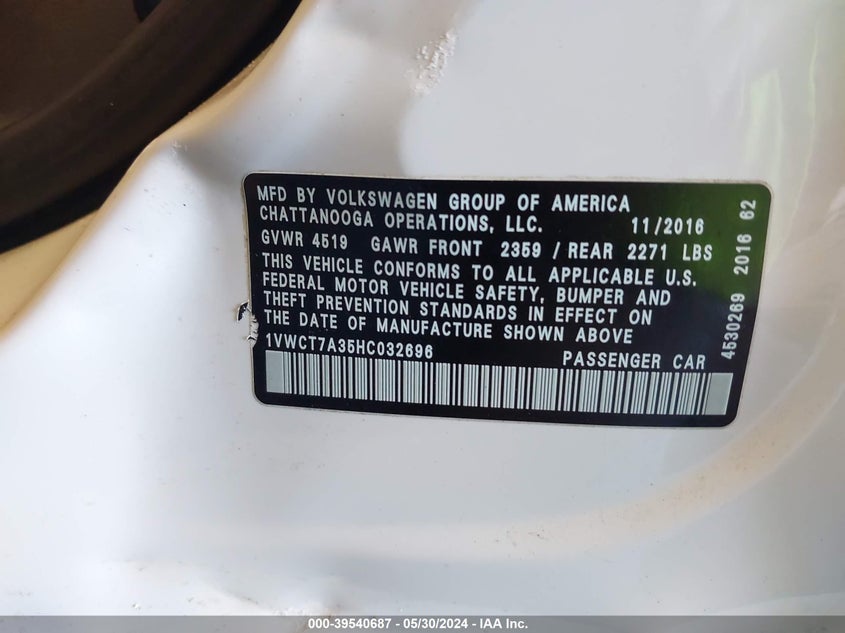 MFD BY VOLKSWAGEN GROUP OF AMERICA
CHATTANOOGA OPERATIONS, LLC. 11/2016
GVWR 4519 GAWR FRONT 2359 / REAR 2271 LBS
THIS VEHICLE CONFORMS TO ALL APPLICABLE U.S.
FEDERAL MOTOR VEHICLE SAFETY, BUMPER AND
THEFT PREVENTION STANDARDS IN EFFECT ON
THE DATE OF MANUFACTURE SHOWN ABOVE
1VWCT7A35HC032696 PASSENGER CAR
4530269 2016 62
000-39540687 - 05/30/2024 - IAA Inc.